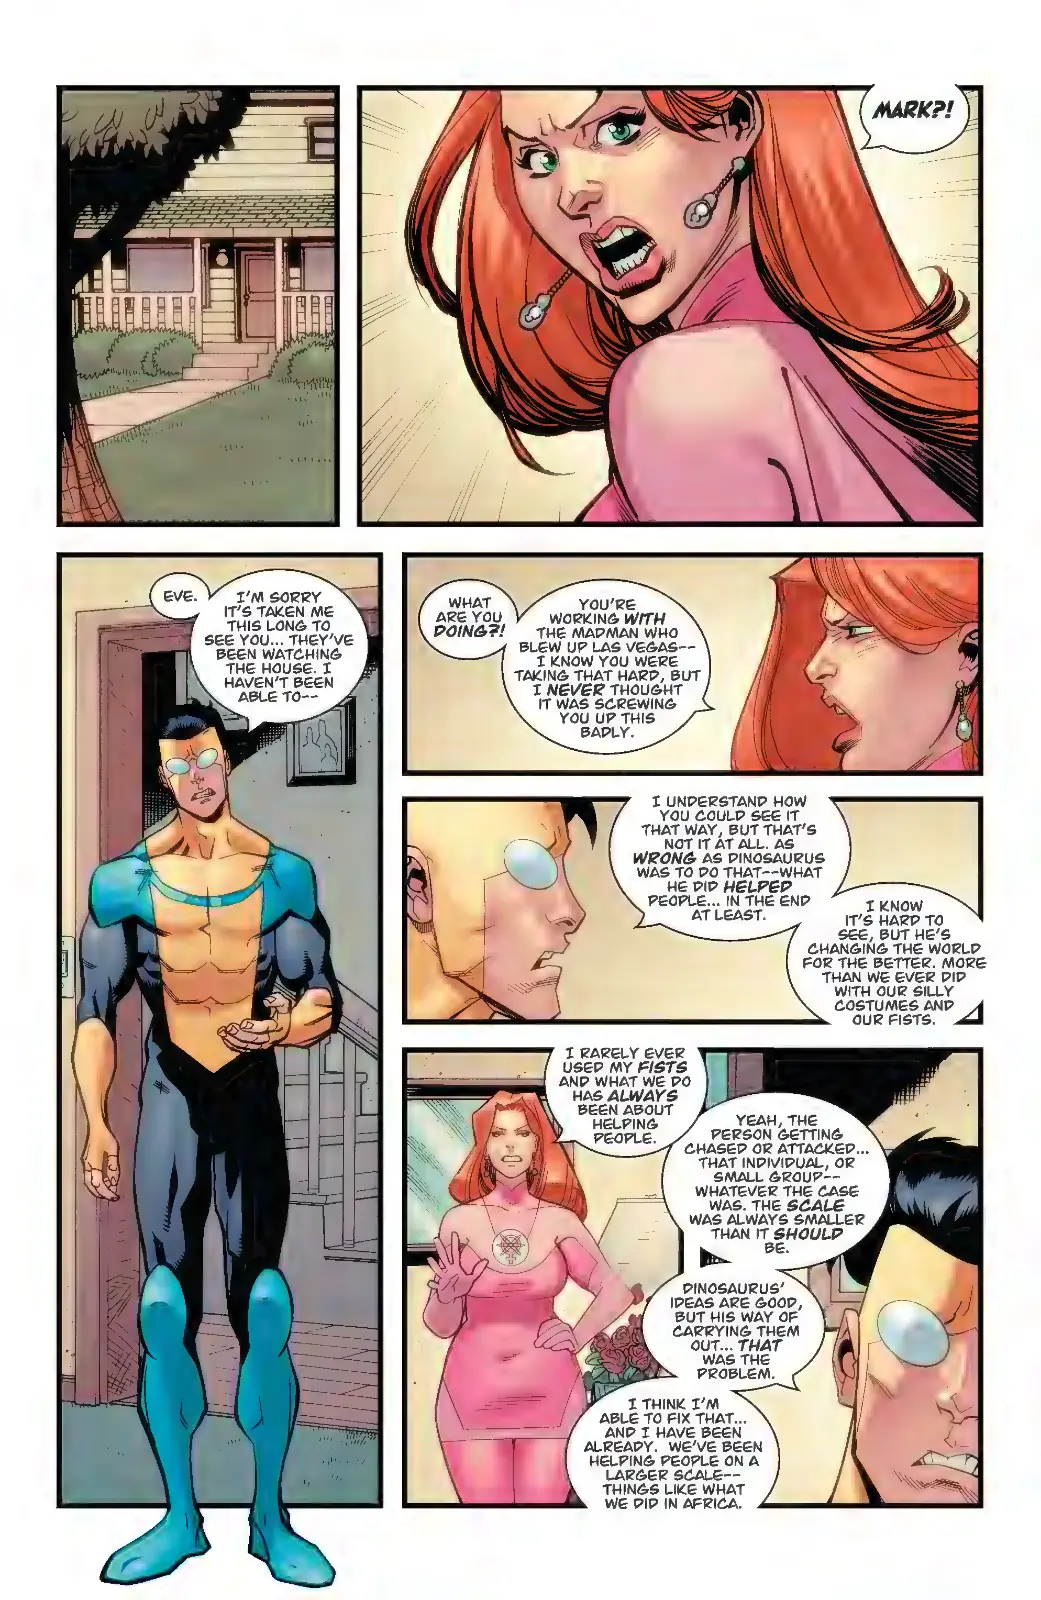 MARK?!
EVE.
I'M SORRY
IT'S TAKEN ME
THIS LONG TO
SEE YOU... THEY'VE
BEEN WATCHING
THE HOUSE. I
HAVEN'T BEEN
ABLE TO--
WHAT
ARE YOU
DOING?!
YOU'RE
WORKING WITH
THE MADMAN WHO
BLEW UP LAS VEGAS--
I KNOW YOU WERE
TAKING THAT HARD, BUT
I NEVER THOUGHT
IT WAS SCREWING
YOU UP THIS
BADLY.
I UNDERSTAND HOW
YOU COULD SEE IT
THAT WAY, BUT THAT'S
NOT IT AT ALL. AS
WRONG AS DINOSAURUS
WAS TO DO THAT--WHAT
HE DID HELPED
PEOPLE... IN THE END
AT LEAST.
I KNOW
IT'S HARD TO
SEE, BUT HE'S
CHANGING THE WORLD
FOR THE BETTER. MORE
THAN WE EVER DID
WITH OUR SILLY
COSTUMES AND
OUR FISTS.
I RARELY EVER
USED MY FISTS
AND WHAT WE DO
HAS ALWAYS
BEEN ABOUT
HELPING
PEOPLE.
YEAH, THE
PERSON GETTING
CHASED OR ATTACKED...
THAT INDIVIDUAL, OR
SMALL GROUP--
WHATEVER THE CASE
WAS. THE SCALE
WAS ALWAYS SMALLER
THAN IT SHOULD
BE.
DINOSAURUS'
IDEAS ARE GOOD,
BUT HIS WAY OF
CARRYING THEM
OUT... THAT
WAS THE
PROBLEM.
I THINK I'M
ABLE TO FIX THAT...
AND I HAVE BEEN
ALREADY. WE'VE BEEN
HELPING PEOPLE ON A
LARGER SCALE--
THINGS LIKE WHAT
WE DID IN AFRICA.